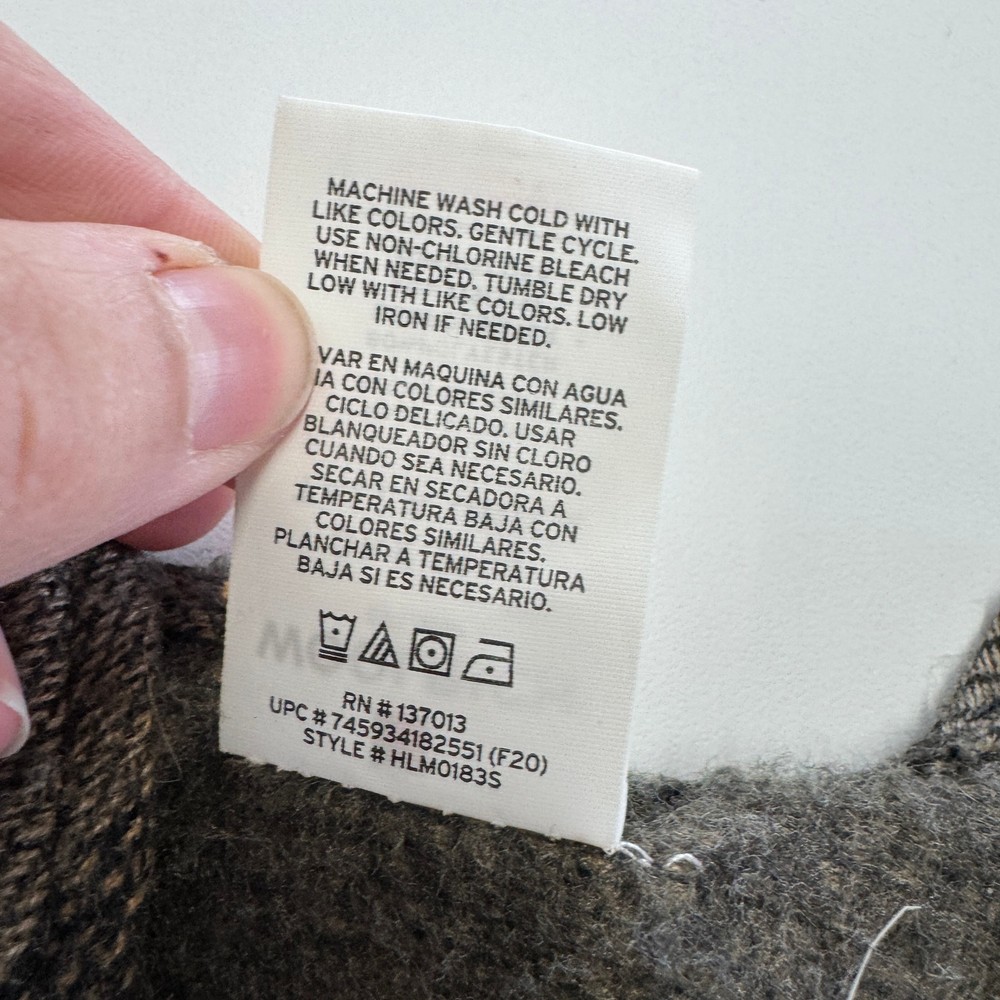 MACHINE WASH COLD WITH
LIKE COLORS. GENTLE CYCLE.
USE NON-CHLORINE BLEACH
WHEN NEEDED. TUMBLE DRY
LOW WITH LIKE COLORS. LOW
IRON IF NEEDED.
VAR EN MAQUINA CON AGUA
IA CON COLORES SIMILARES.
CICLO DELICADO. USAR
BLANQUEADOR SIN CLORO
CUANDO SEA NECESARIO.
SECAR EN SECADORA A
TEMPERATURA BAJA CON
COLORES SIMILARES.
PLANCHAR A TEMPERATURA
BAJA SI ES NECESARIO.
RN # 137013
UPC # 745934182551 (F20)
STYLE # HLM0183S